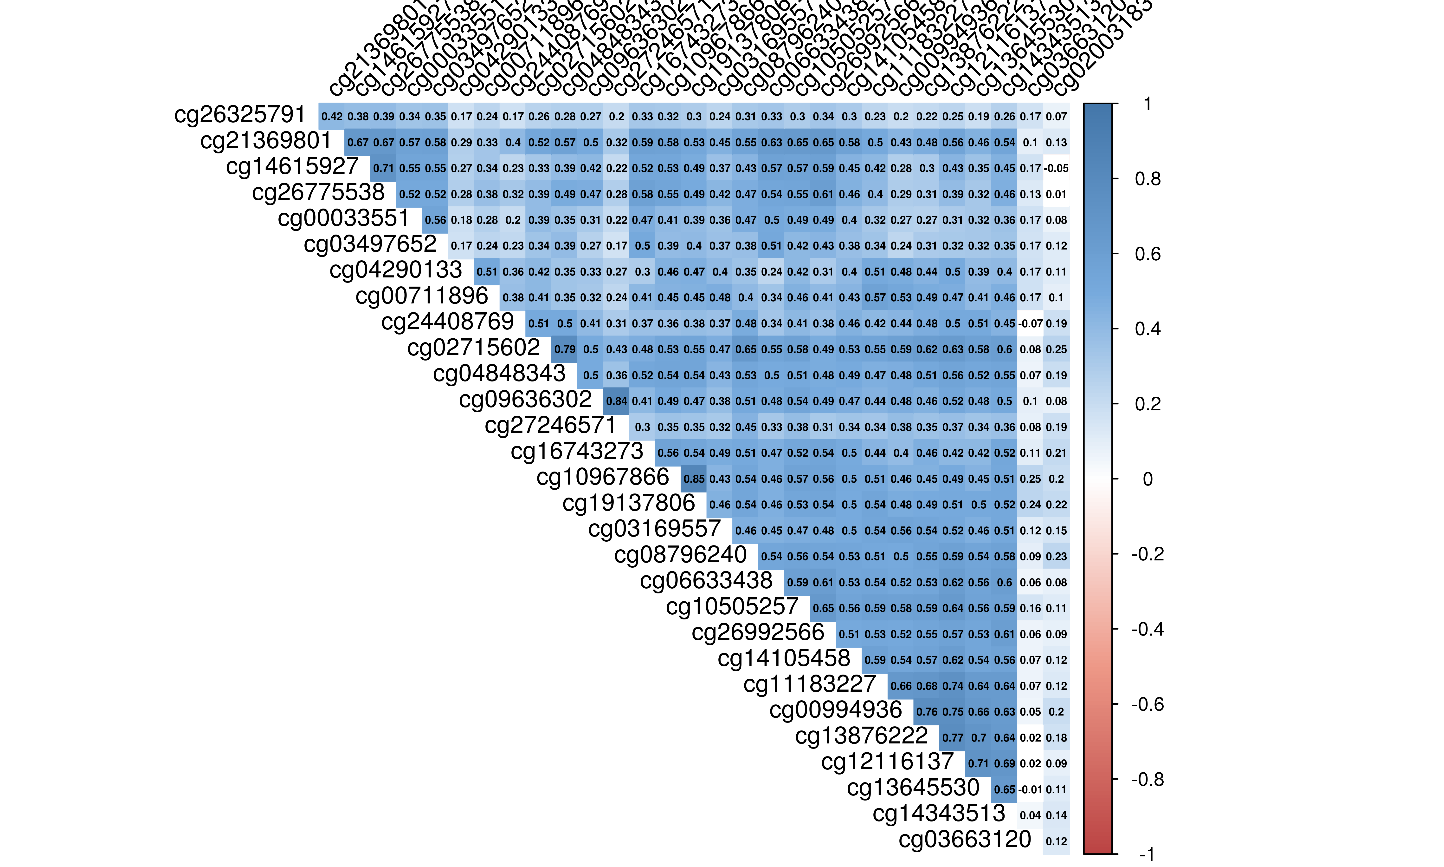 cg21369801 cg14615927 cg26775538 cg00033551 cg03497652 cg04290133 cg00711896 cg24408769 cg02715602 cg04848343 cg09636302 cg27246571 cg16743273 cg10967866 cg19137806 cg03169557 cg08796240 cg06633438 cg10505257 cg26992566 cg14105458 cg11183227 cg00994936 cg13876222 cg12116137 cg13645530 cg14343513 cg03663120 cg02000183
cg26325791 0.42 0.38 0.39 0.34 0.35 0.17 0.24 0.17 0.26 0.28 0.27 0.2 0.33 0.32 0.3 0.24 0.31 0.33 0.3 0.34 0.3 0.23 0.2 0.22 0.25 0.19 0.26 0.17 0.07
cg21369801 0.67 0.67 0.57 0.58 0.29 0.33 0.4 0.52 0.57 0.5 0.32 0.59 0.58 0.53 0.45 0.55 0.63 0.65 0.65 0.58 0.5 0.43 0.48 0.56 0.46 0.54 0.1 0.13
cg14615927 0.71 0.55 0.55 0.27 0.34 0.23 0.33 0.39 0.42 0.22 0.52 0.53 0.49 0.37 0.43 0.57 0.57 0.59 0.45 0.42 0.28 0.3 0.43 0.35 0.45 0.17 -0.05
cg26775538 0.52 0.52 0.28 0.38 0.32 0.39 0.49 0.47 0.28 0.58 0.55 0.49 0.42 0.47 0.54 0.55 0.61 0.46 0.4 0.29 0.31 0.39 0.32 0.46 0.13 0.01
cg00033551 0.56 0.18 0.28 0.2 0.39 0.35 0.31 0.22 0.47 0.41 0.39 0.36 0.47 0.5 0.49 0.49 0.4 0.32 0.27 0.27 0.31 0.32 0.36 0.17 0.08
cg03497652 0.17 0.24 0.23 0.34 0.39 0.27 0.17 0.5 0.39 0.4 0.37 0.38 0.51 0.42 0.43 0.38 0.34 0.24 0.31 0.32 0.32 0.35 0.17 0.12
cg04290133 0.51 0.36 0.42 0.35 0.33 0.27 0.3 0.46 0.47 0.4 0.35 0.24 0.42 0.31 0.4 0.51 0.48 0.44 0.5 0.39 0.4 0.17 0.11
cg00711896 0.38 0.41 0.35 0.32 0.24 0.41 0.45 0.45 0.48 0.4 0.34 0.46 0.41 0.43 0.57 0.53 0.49 0.47 0.41 0.46 0.17 0.1
cg24408769 0.51 0.5 0.41 0.31 0.37 0.36 0.38 0.37 0.48 0.34 0.41 0.38 0.46 0.42 0.44 0.48 0.5 0.51 0.45 -0.07 0.19
cg02715602 0.79 0.5 0.43 0.48 0.53 0.55 0.47 0.65 0.55 0.58 0.49 0.53 0.55 0.59 0.62 0.63 0.58 0.6 0.08 0.25
cg04848343 0.5 0.36 0.52 0.54 0.54 0.43 0.53 0.5 0.51 0.48 0.49 0.47 0.48 0.51 0.56 0.52 0.55 0.07 0.19
cg09636302 0.84 0.41 0.49 0.47 0.38 0.51 0.48 0.54 0.49 0.47 0.44 0.48 0.46 0.52 0.48 0.5 0.1 0.08
cg27246571 0.3 0.35 0.35 0.32 0.45 0.33 0.38 0.31 0.34 0.34 0.38 0.35 0.37 0.34 0.36 0.08 0.19
cg16743273 0.56 0.54 0.49 0.51 0.47 0.52 0.54 0.5 0.44 0.4 0.46 0.42 0.42 0.52 0.11 0.21
cg10967866 0.85 0.43 0.54 0.46 0.57 0.56 0.5 0.51 0.46 0.45 0.49 0.45 0.51 0.25 0.2
cg19137806 0.46 0.54 0.46 0.53 0.54 0.5 0.54 0.48 0.49 0.51 0.5 0.52 0.24 0.22
cg03169557 0.46 0.45 0.47 0.48 0.5 0.54 0.56 0.54 0.52 0.46 0.51 0.12 0.15
cg08796240 0.54 0.56 0.54 0.53 0.51 0.5 0.55 0.59 0.54 0.58 0.09 0.23
cg06633438 0.59 0.61 0.53 0.54 0.52 0.53 0.62 0.56 0.6 0.06 0.08
cg10505257 0.65 0.56 0.59 0.58 0.59 0.64 0.56 0.59 0.16 0.11
cg26992566 0.51 0.53 0.52 0.55 0.57 0.53 0.61 0.06 0.09
cg14105458 0.59 0.54 0.57 0.62 0.54 0.56 0.07 0.12
cg11183227 0.66 0.68 0.74 0.64 0.64 0.07 0.12
cg00994936 0.76 0.75 0.66 0.63 0.05 0.2
cg13876222 0.77 0.7 0.64 0.02 0.18
cg12116137 0.71 0.69 0.02 0.09
cg13645530 0.65 -0.01 0.11
cg14343513 0.04 0.14
cg03663120 0.12
1
0.8
0.6
0.4
0.2
0
-0.2
-0.4
-0.6
-0.8
-1